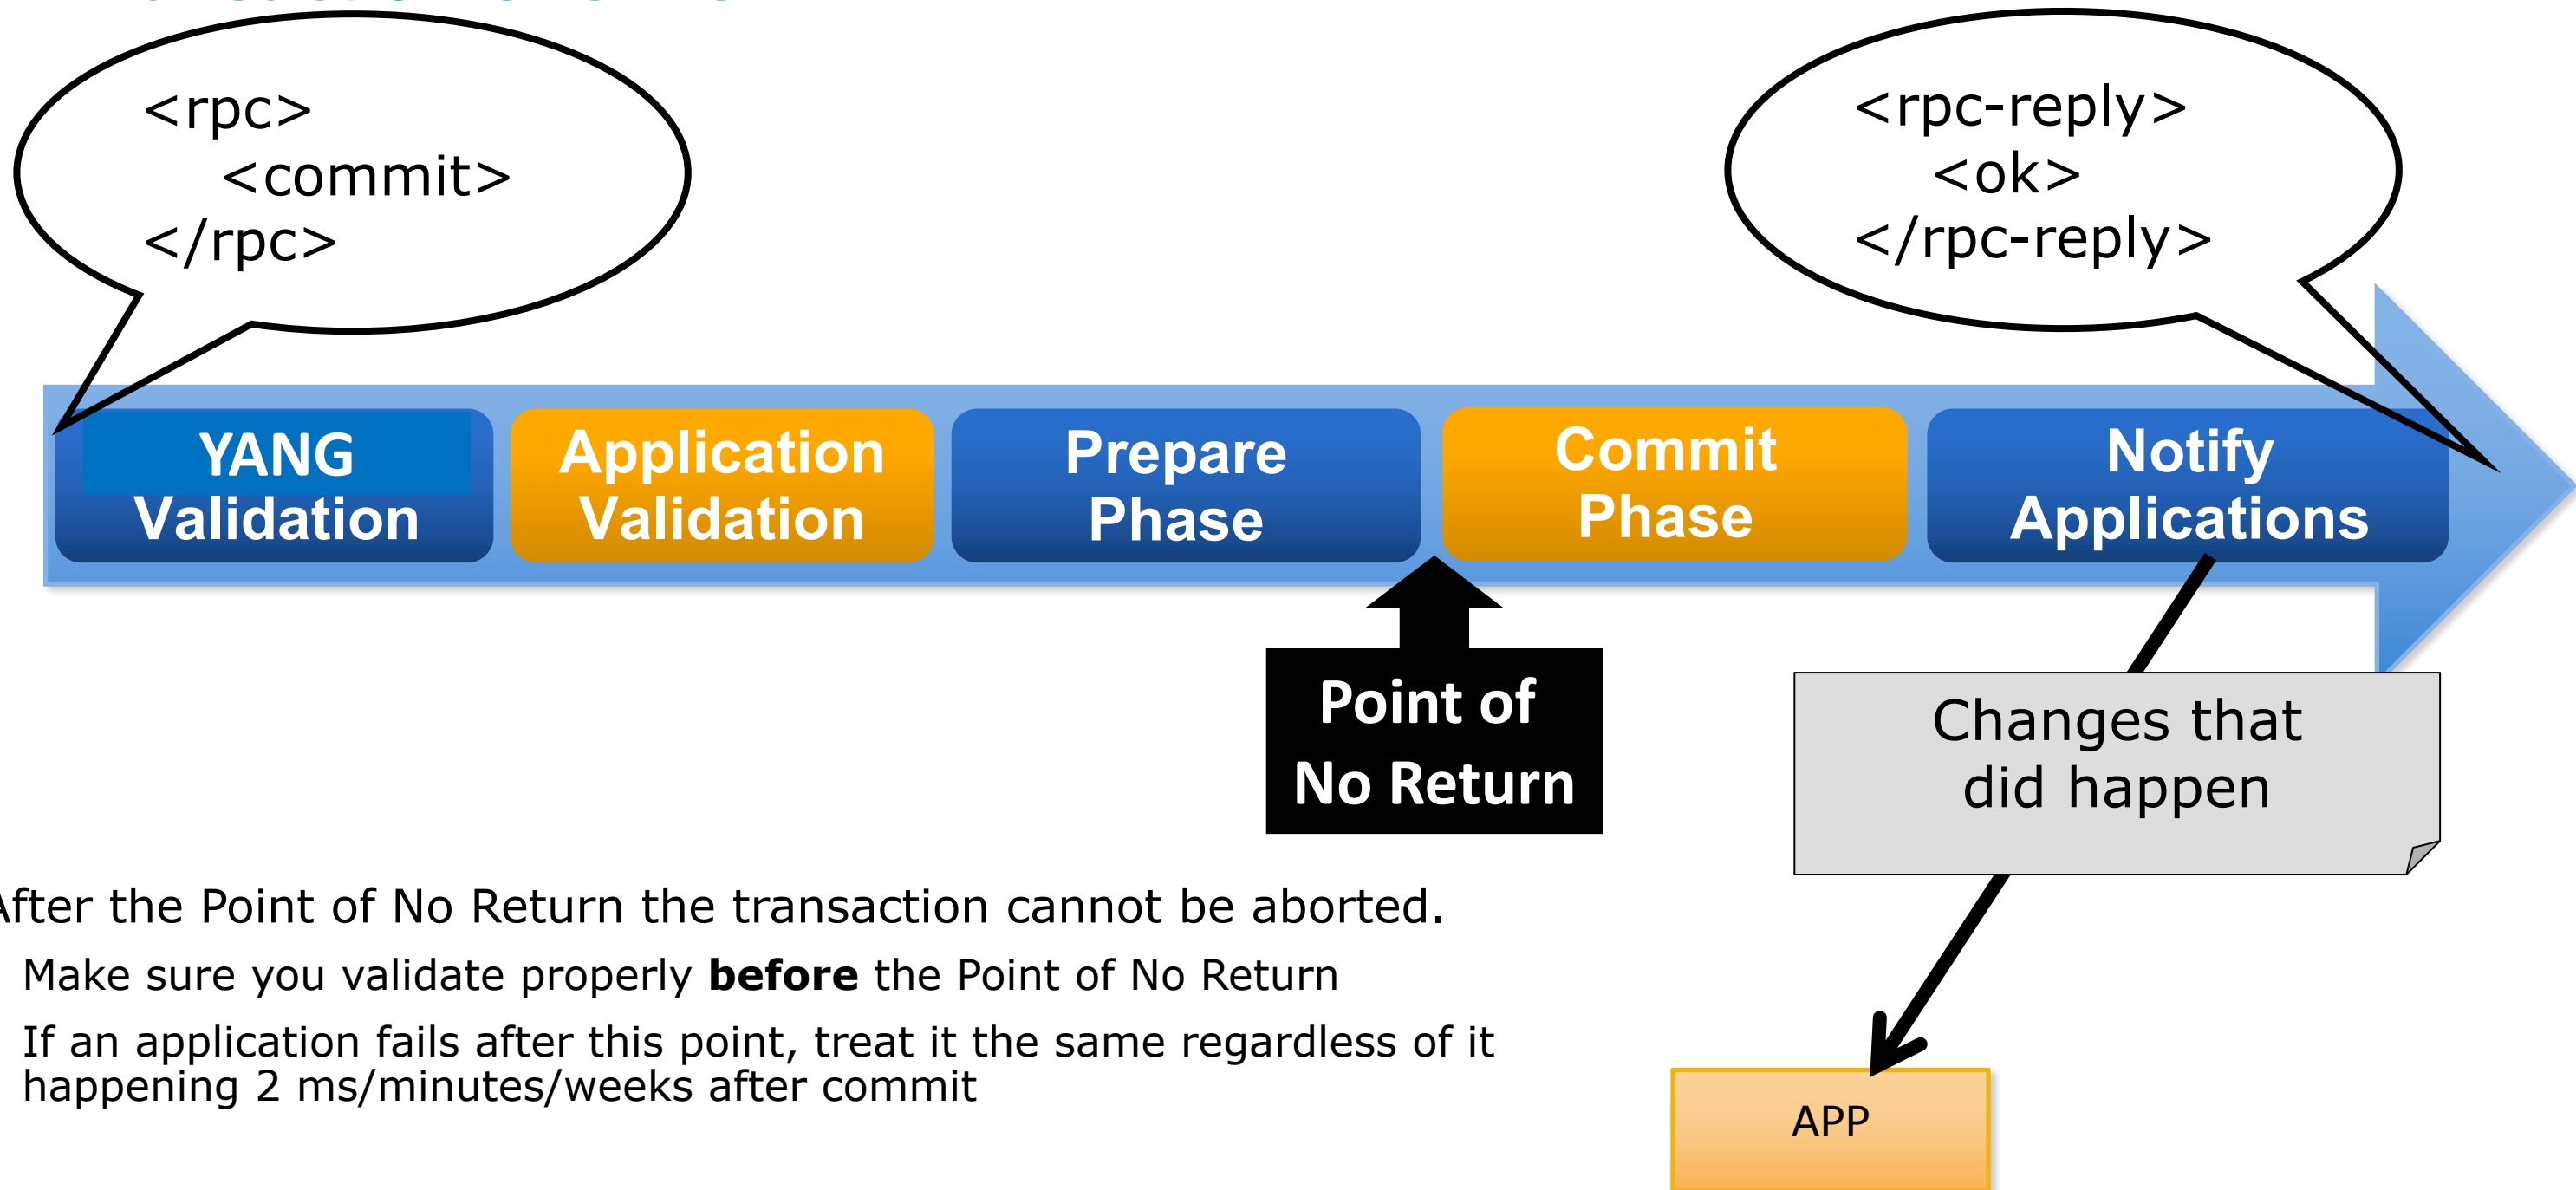 <rpc>
<commit>
</rpc>
<rpc-reply>
<ok>
</rpc-reply>
YANG
Validation
Application
Validation
Prepare
Phase
Commit
Phase
Notify
Applications
Point of
No Return
Changes that
did happen
After the Point of No Return the transaction cannot be aborted.
Make sure you validate properly before the Point of No Return
If an application fails after this point, treat it the same regardless of it
happening 2 ms/minutes/weeks after commit
APP